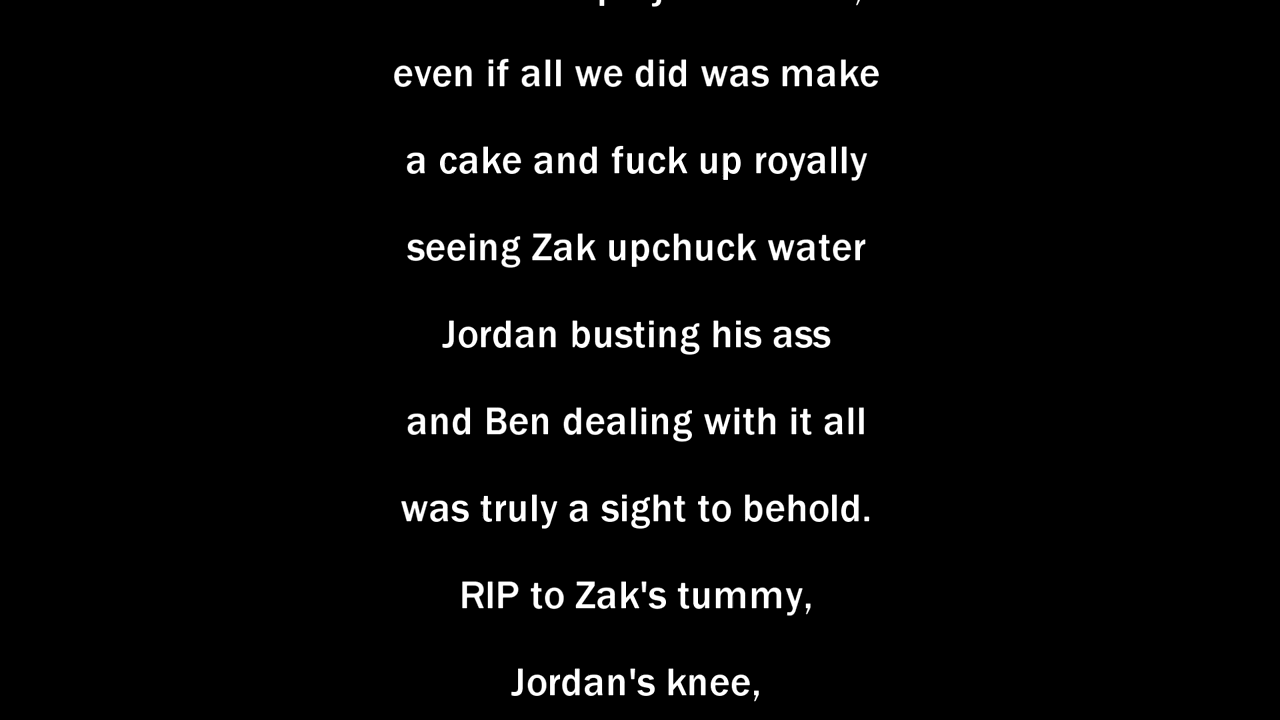 even if all we did was make
a cake and fuck up royally
seeing Zak upchuck water
Jordan busting his ass
and Ben dealing with it all
was truly a sight to behold.
RIP to Zak's tummy,
Jordan's knee,